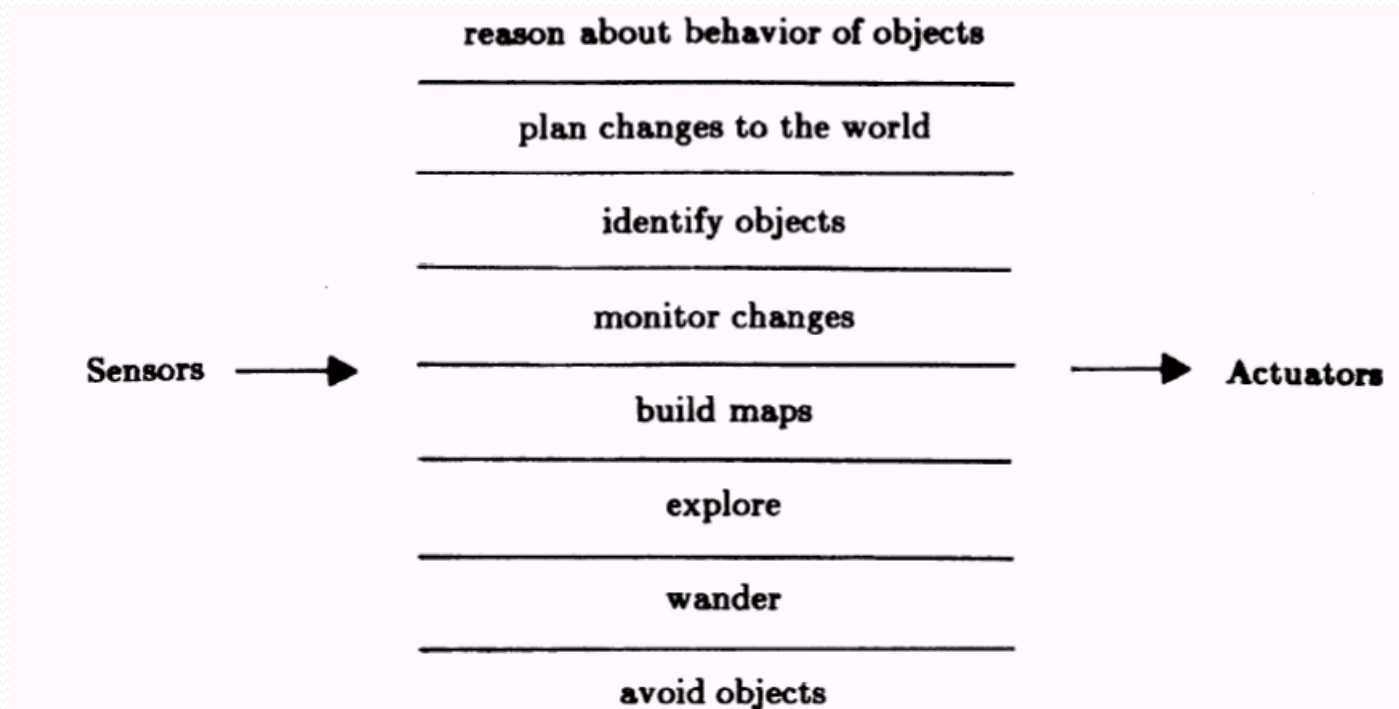 reason about behavior of objects
plan changes to the world
identify objects
monitor changes
Sensors
Actuators
build maps
explore
wander
avoid objects